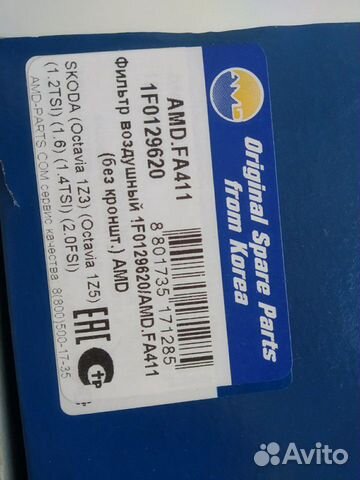 AMD
Original Spare Parts
from Korea
AMD.FA411
1F0129620
8 801735 171285
Фильтр воздушный 1F0129620/AMD.FA411
(без кроншт.) AMD
SKODA (Octavia 1Z3) (Octavia 1Z5)
(1.2TSI) (1.6) (1.4TSI) (2.0FSI)
AMD-PARTS.COM сервис качества: 8(800)500-17-35
EAC
тР
Avito